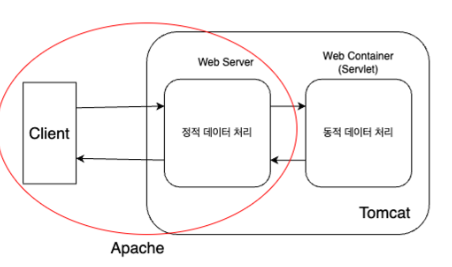 Web Server
Web Container
(Servlet)
Client
정적 데이터 처리
동적 데이터 처리
Tomcat
Apache